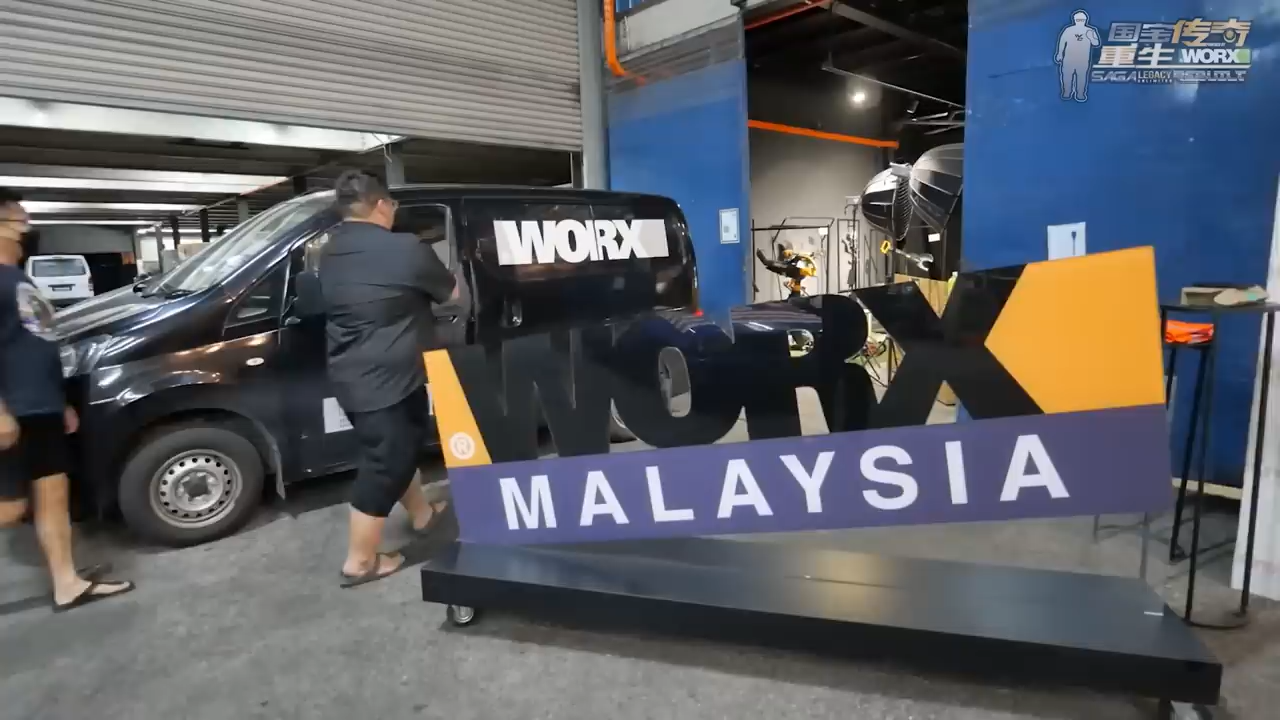 国宝传奇
重生 WORX
SAGA LEGACY REBUILT
WORX
WORX
®
MALAYSIA